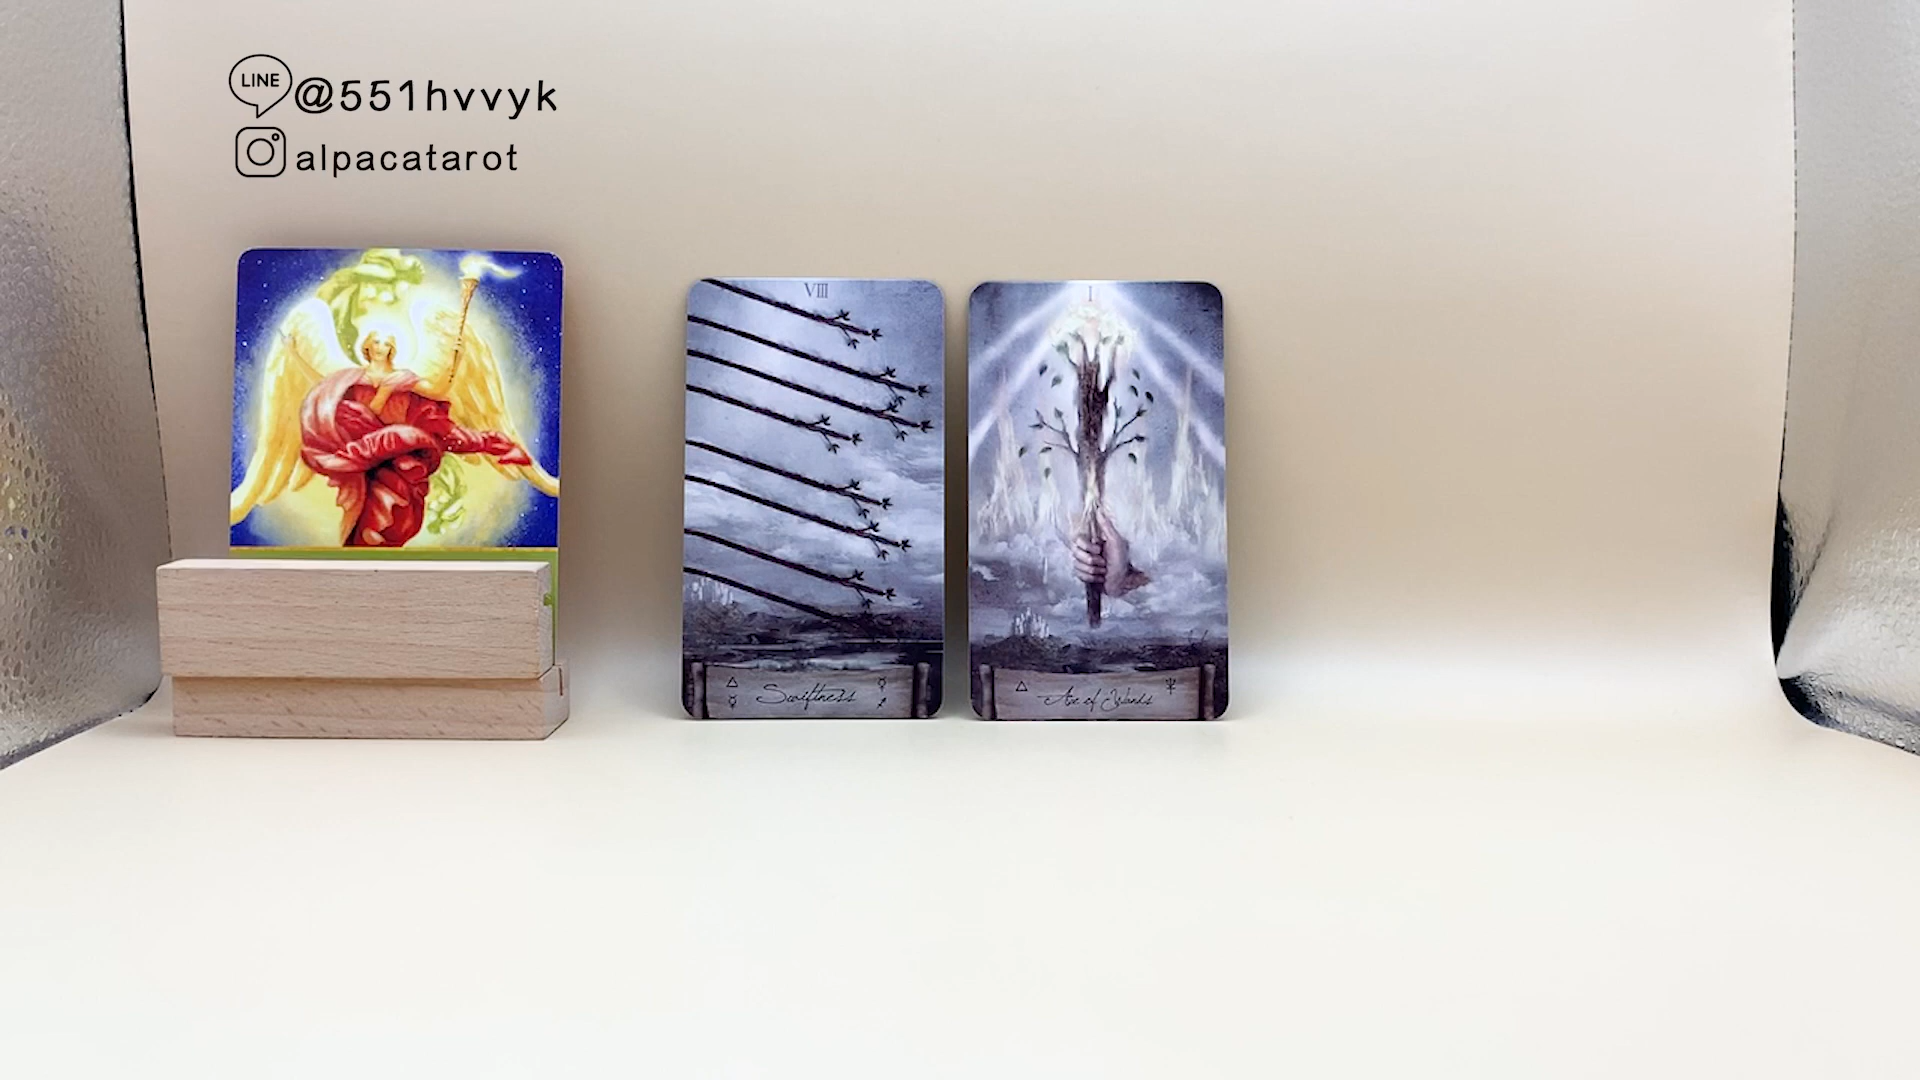 LINE @551hvvyk
alpacatarot
VIII
I
Swiftness
Ace of Wands